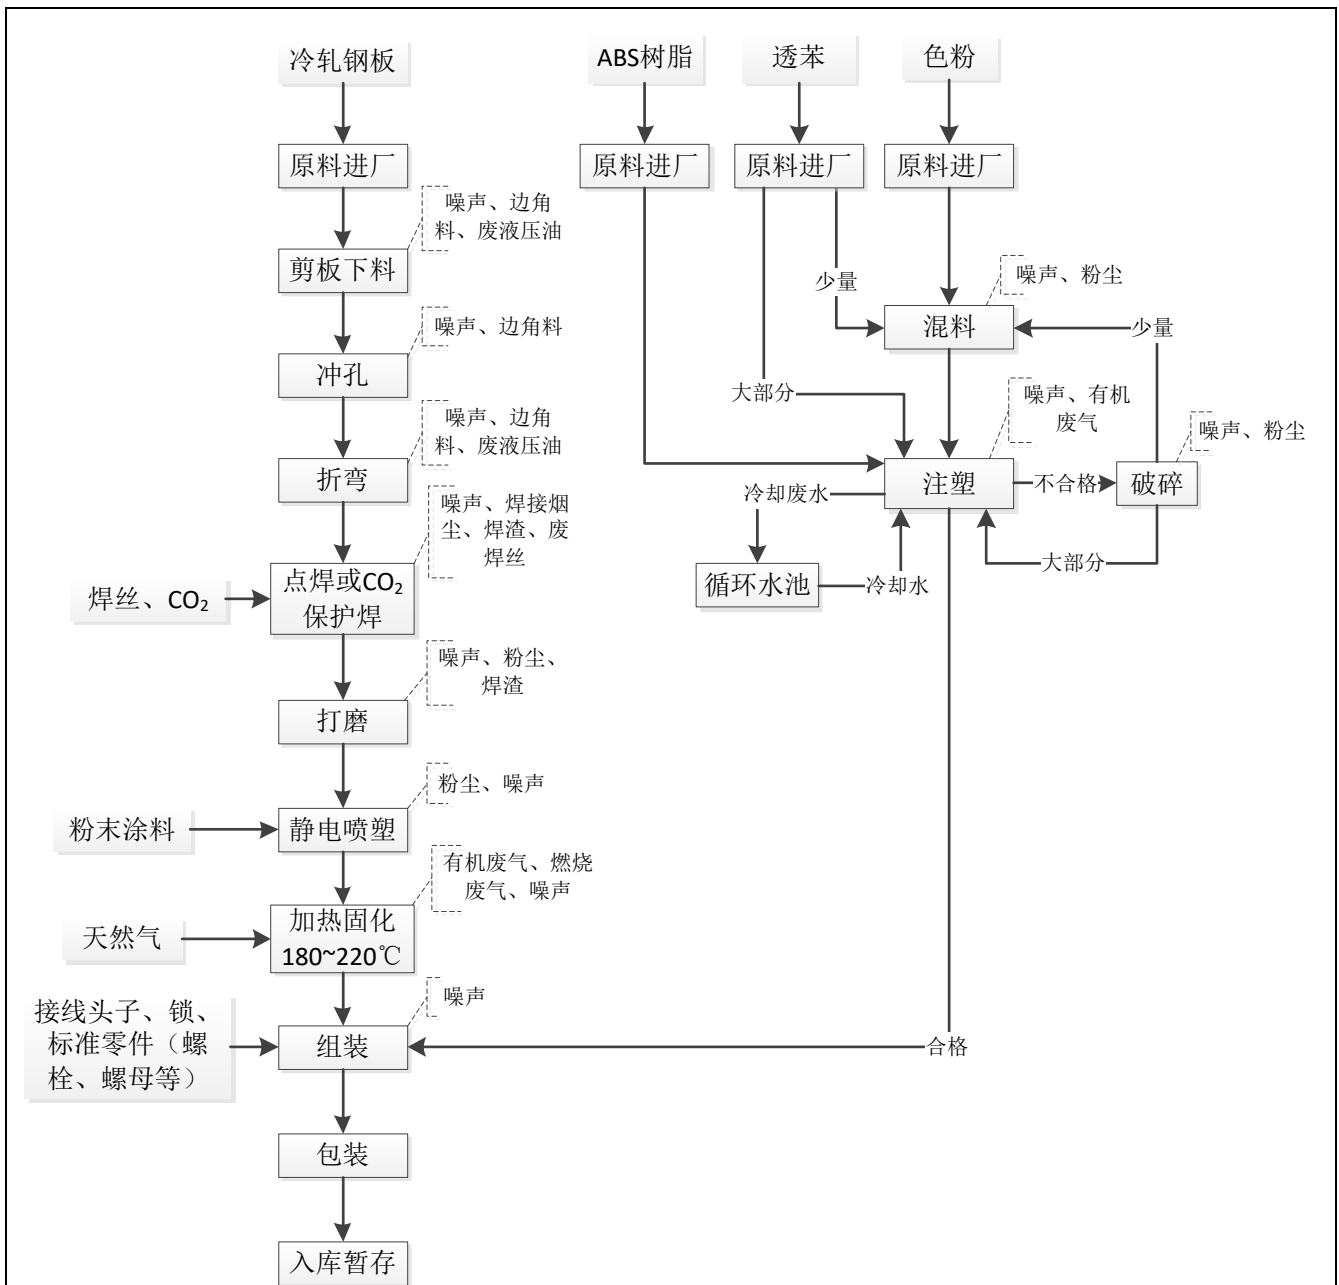 冷轧钢板
ABS树脂
透苯
色粉
原料进厂
原料进厂
原料进厂
原料进厂
噪声、边角
料、废液压油
剪板下料
少量
噪声、粉尘
混料
少量
噪声、边角料
冲孔
大部分
噪声、有机
废气
噪声、边角
料、废液压油
噪声、粉尘
折弯
注塑
不合格
破碎
冷却废水
噪声、焊接烟
尘、焊渣、废
焊丝
大部分
循环水池
冷却水
焊丝、CO₂
点焊或CO₂
保护焊
噪声、粉尘、
焊渣
打磨
粉尘、噪声
粉末涂料
静电喷塑
有机废气、燃烧
废气、噪声
天然气
加热固化
180~220℃
噪声
接线头子、锁、
标准零件（螺
栓、螺母等）
组装
合格
包装
入库暂存